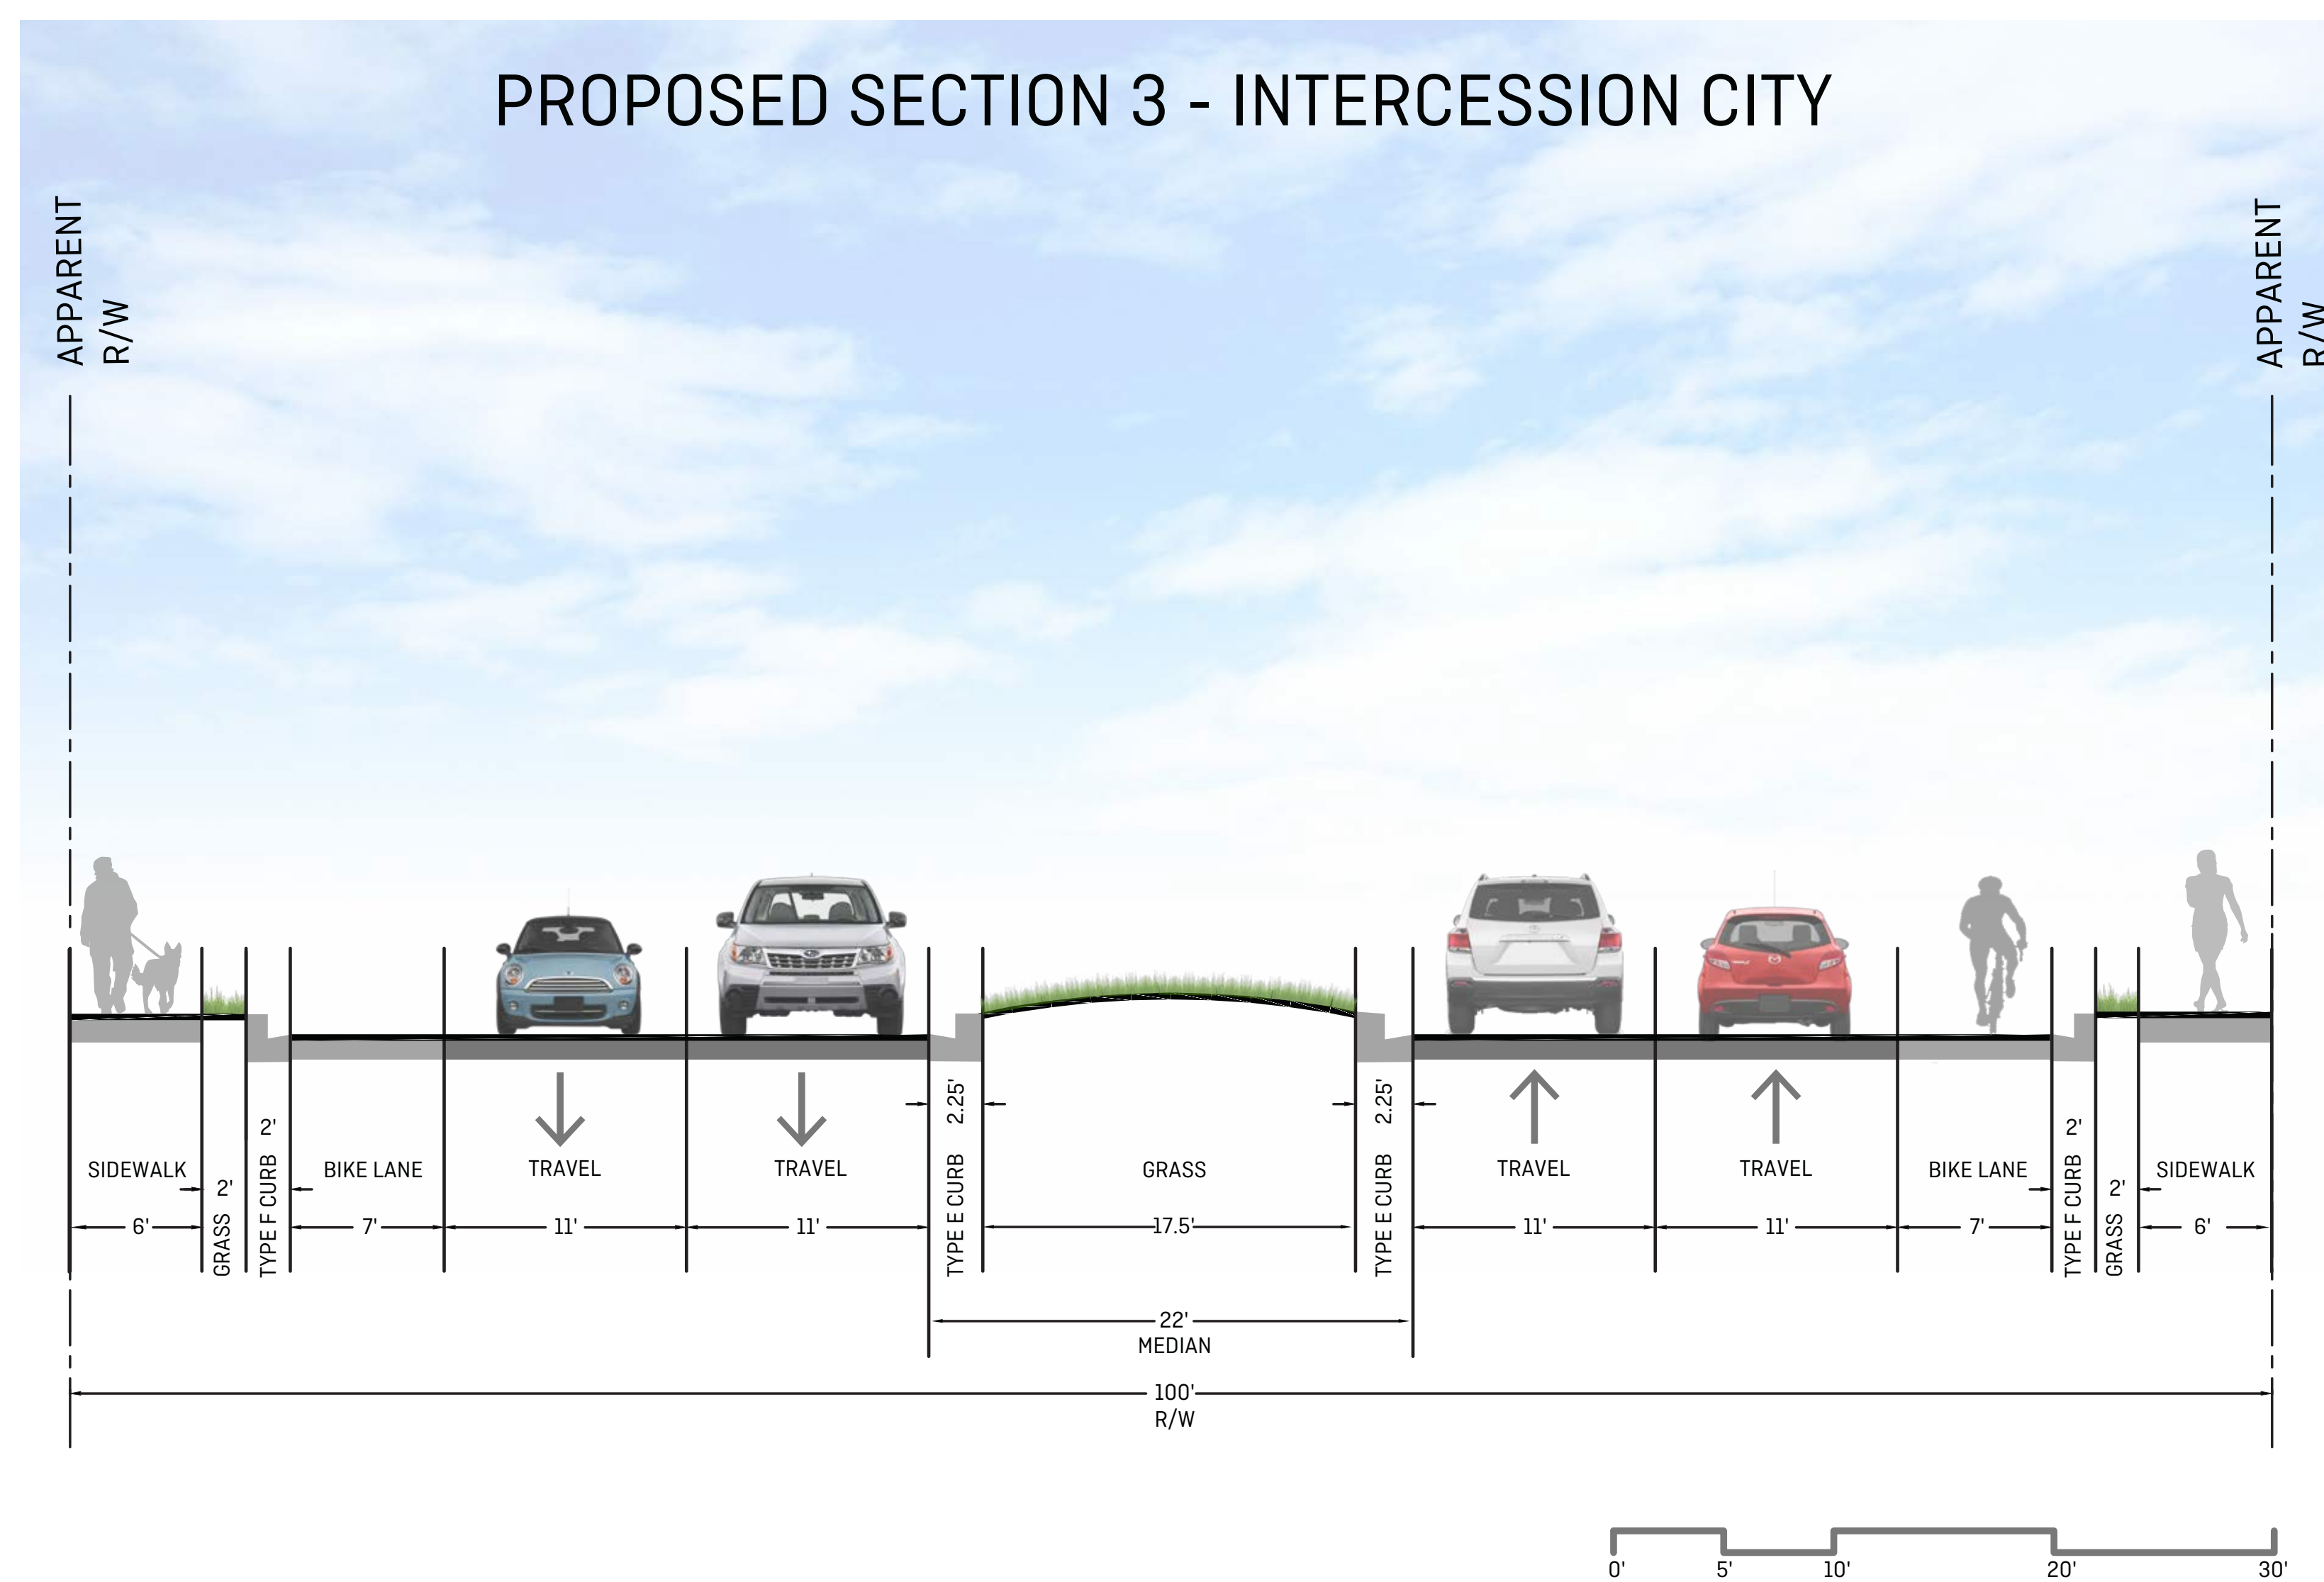 PROPOSED SECTION 3 - INTERCESSION CITY
APPARENT
R/W
APPARENT
R/W
SIDEWALK
6'
2'
GRASS
2'
TYPE F CURB
BIKE LANE
7'
TRAVEL
11'
TRAVEL
11'
2.25'
TYPE E CURB
GRASS
17.5'
2.25'
TYPE E CURB
TRAVEL
11'
TRAVEL
11'
BIKE LANE
7'
2'
TYPE F CURB
2'
GRASS
SIDEWALK
6'
22'
MEDIAN
100'
R/W
0' 5' 10' 20' 30'